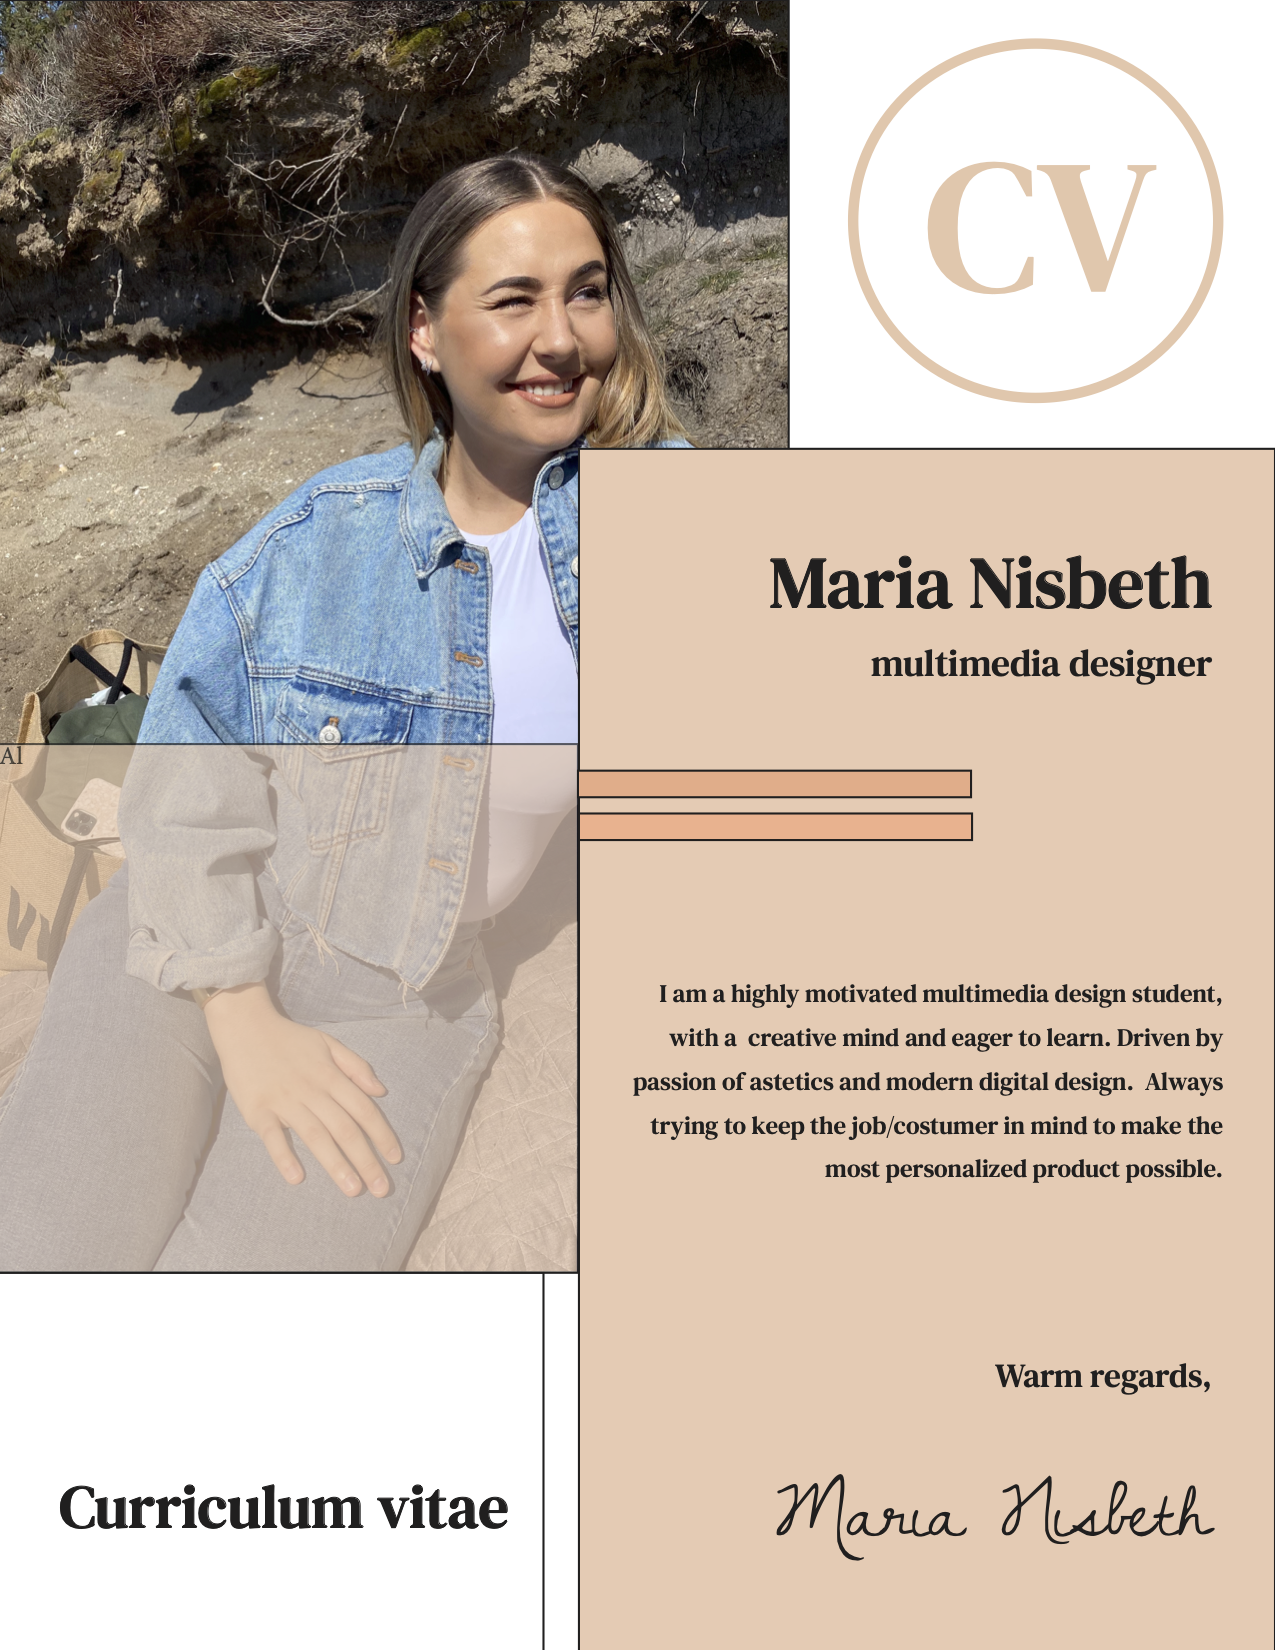 CV
Maria Nisbeth
multimedia designer
Al
I am a highly motivated multimedia design student,
with a  creative mind and eager to learn. Driven by
passion of astetics and modern digital design.  Always
trying to keep the job/costumer in mind to make the
most personalized product possible.
Warm regards,
Curriculum vitae
Maria Nisbeth